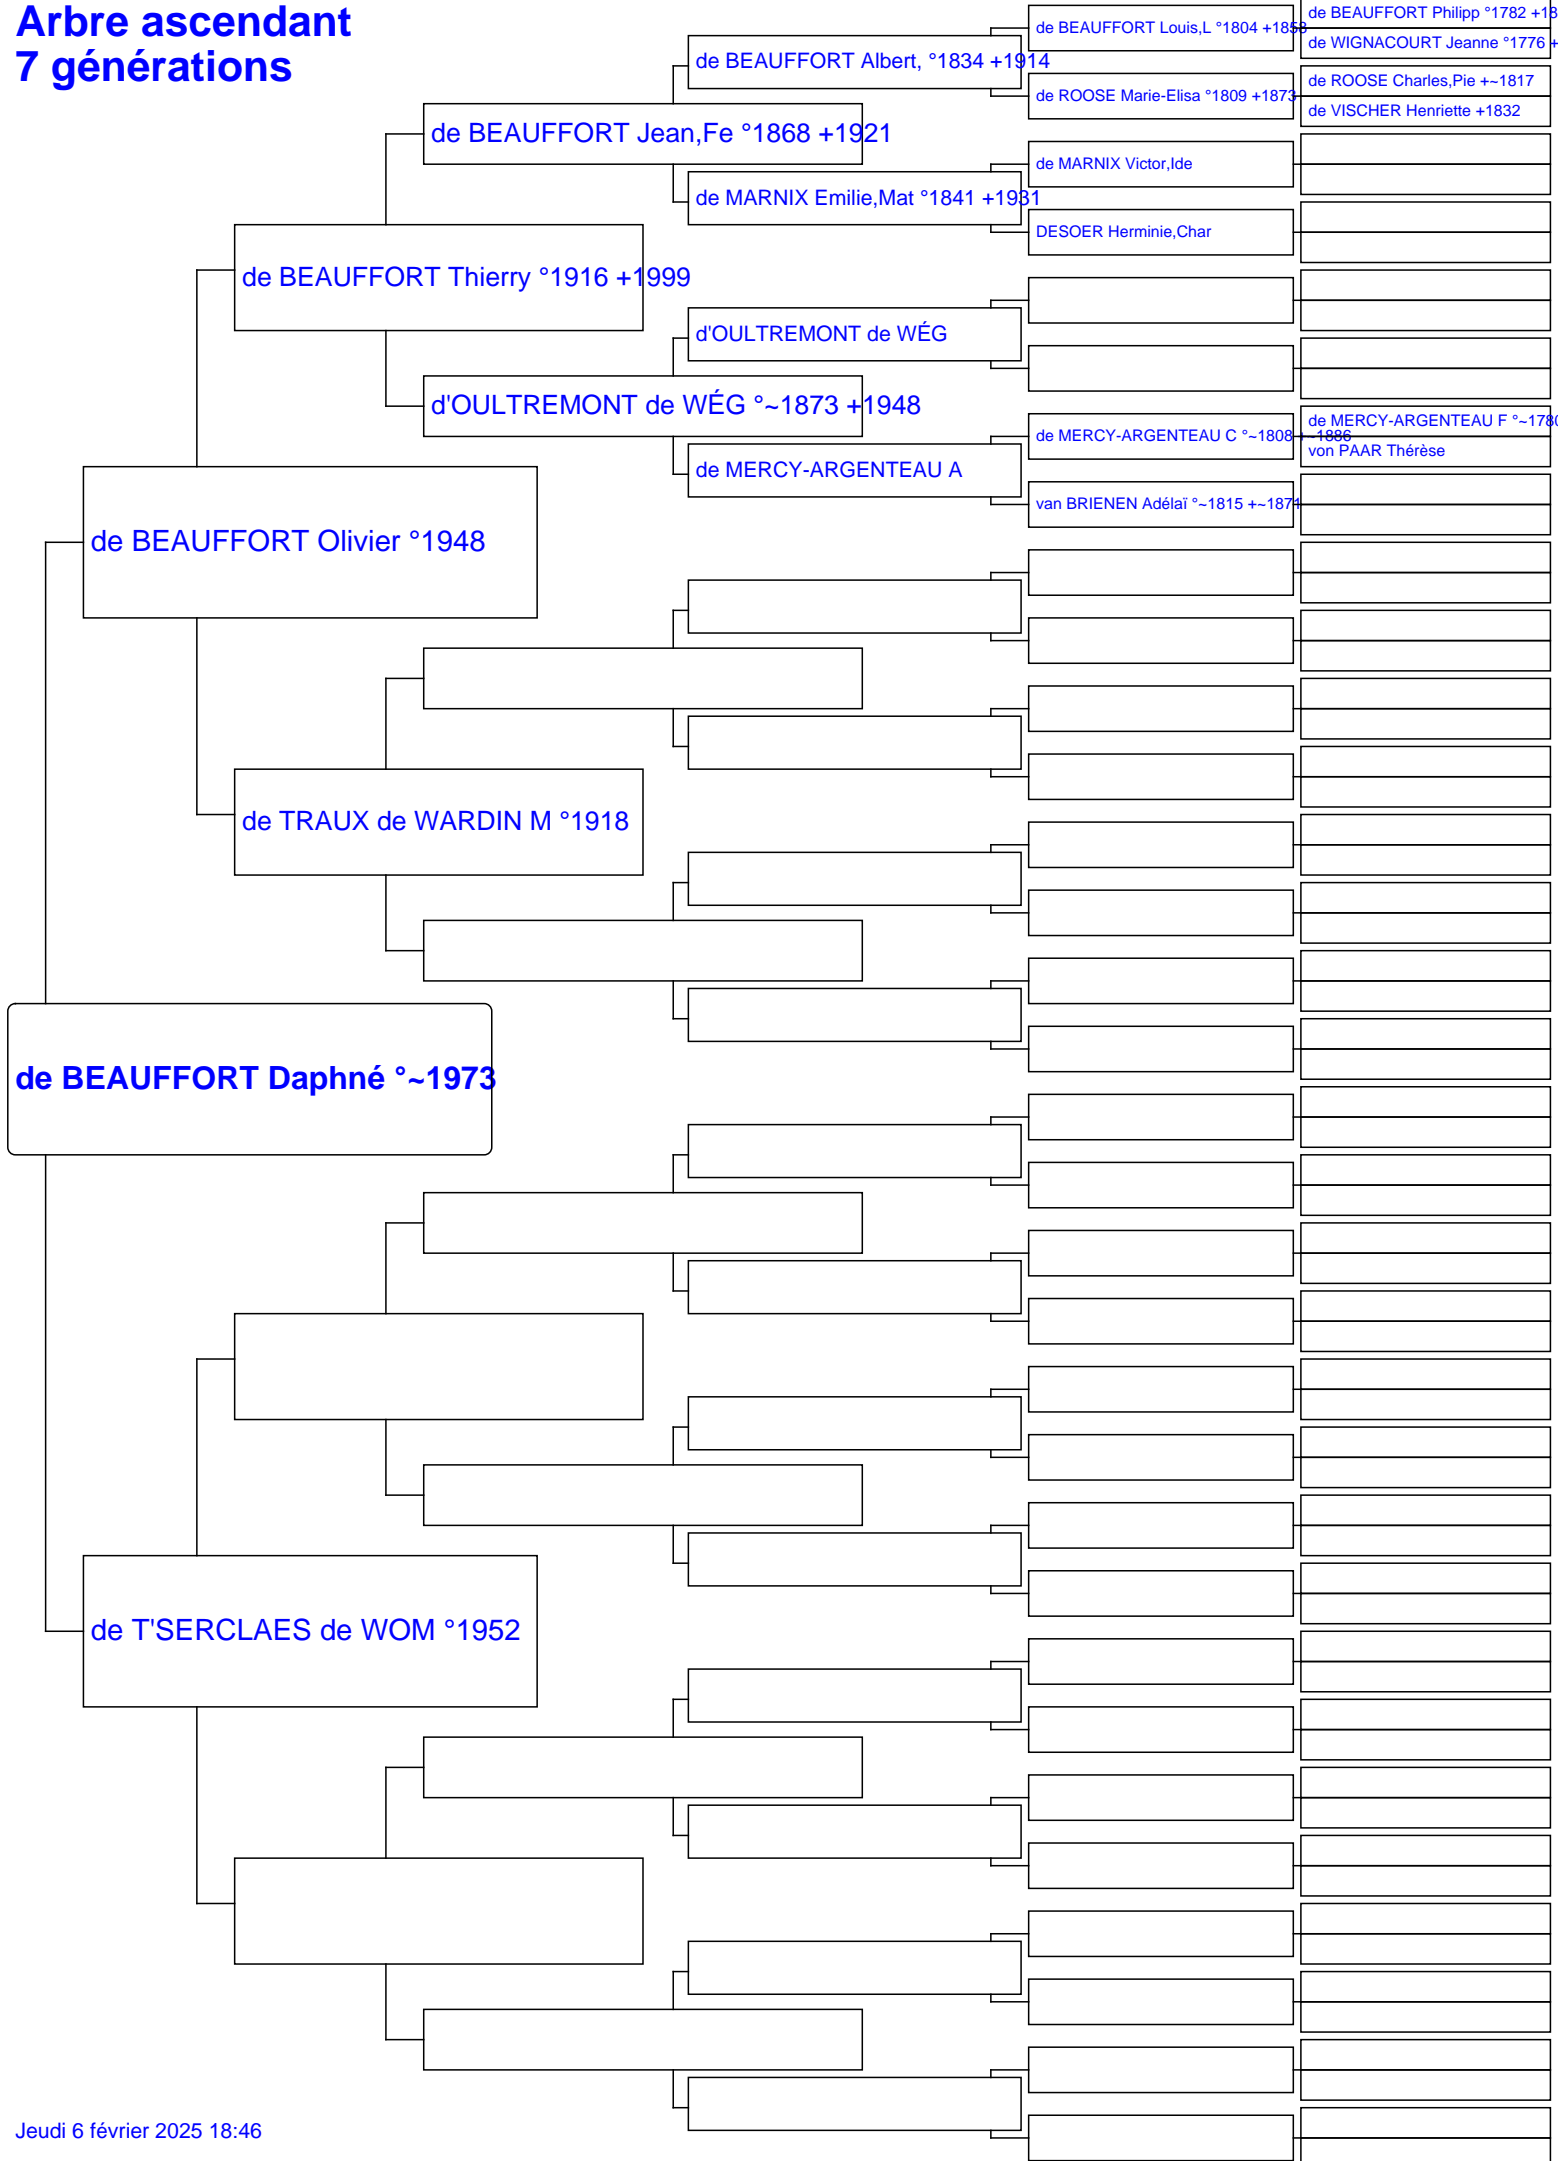 Arbre ascendant
7 générations
de BEAUFFORT Philipp °1782 +18
de BEAUFFORT Louis,L °1804 +1858
de WIGNACOURT Jeanne °1776 +
de BEAUFFORT Albert, °1834 +1914
de ROOSE Charles,Pie +~1817
de ROOSE Marie-Elisa °1809 +1873
de VISCHER Henriette +1832
de BEAUFFORT Jean,Fe °1868 +1921
de MARNIX Victor,Ide
de MARNIX Emilie,Mat °1841 +1931
DESOER Herminie,Char
de BEAUFFORT Thierry °1916 +1999
d'OULTREMONT de WÉG
d'OULTREMONT de WÉG °~1873 +1948
de MERCY-ARGENTEAU F °~1780
de MERCY-ARGENTEAU C °~1808 +~1886
von PAAR Thérèse
de MERCY-ARGENTEAU A
van BRIENEN Adélaï °~1815 +~1871
de BEAUFFORT Olivier °1948
de TRAUX de WARDIN M °1918
de BEAUFFORT Daphné °~1973
de T'SERCLAES de WOM °1952
Jeudi 6 février 2025 18:46